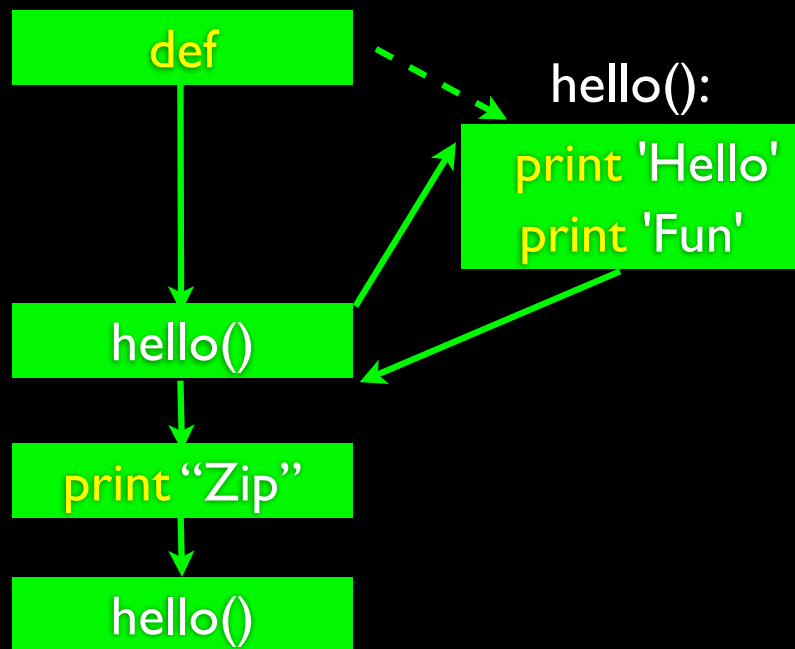 def
hello():
print 'Hello'
print 'Fun'
hello()
print “Zip”
hello()